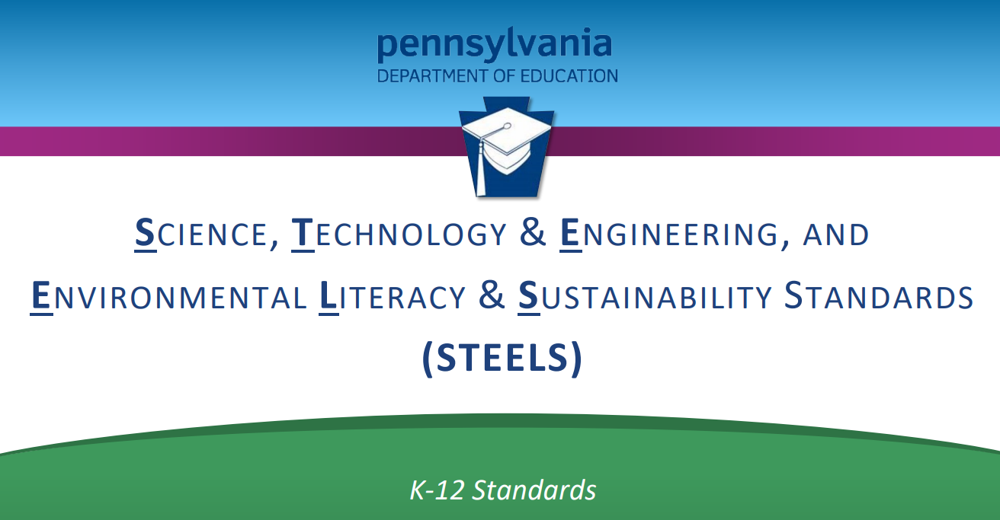 pennsylvania
DEPARTMENT OF EDUCATION
SCIENCE, TECHNOLOGY & ENGINEERING, AND
ENVIRONMENTAL LITERACY & SUSTAINABILITY STANDARDS
(STEELS)
K-12 Standards